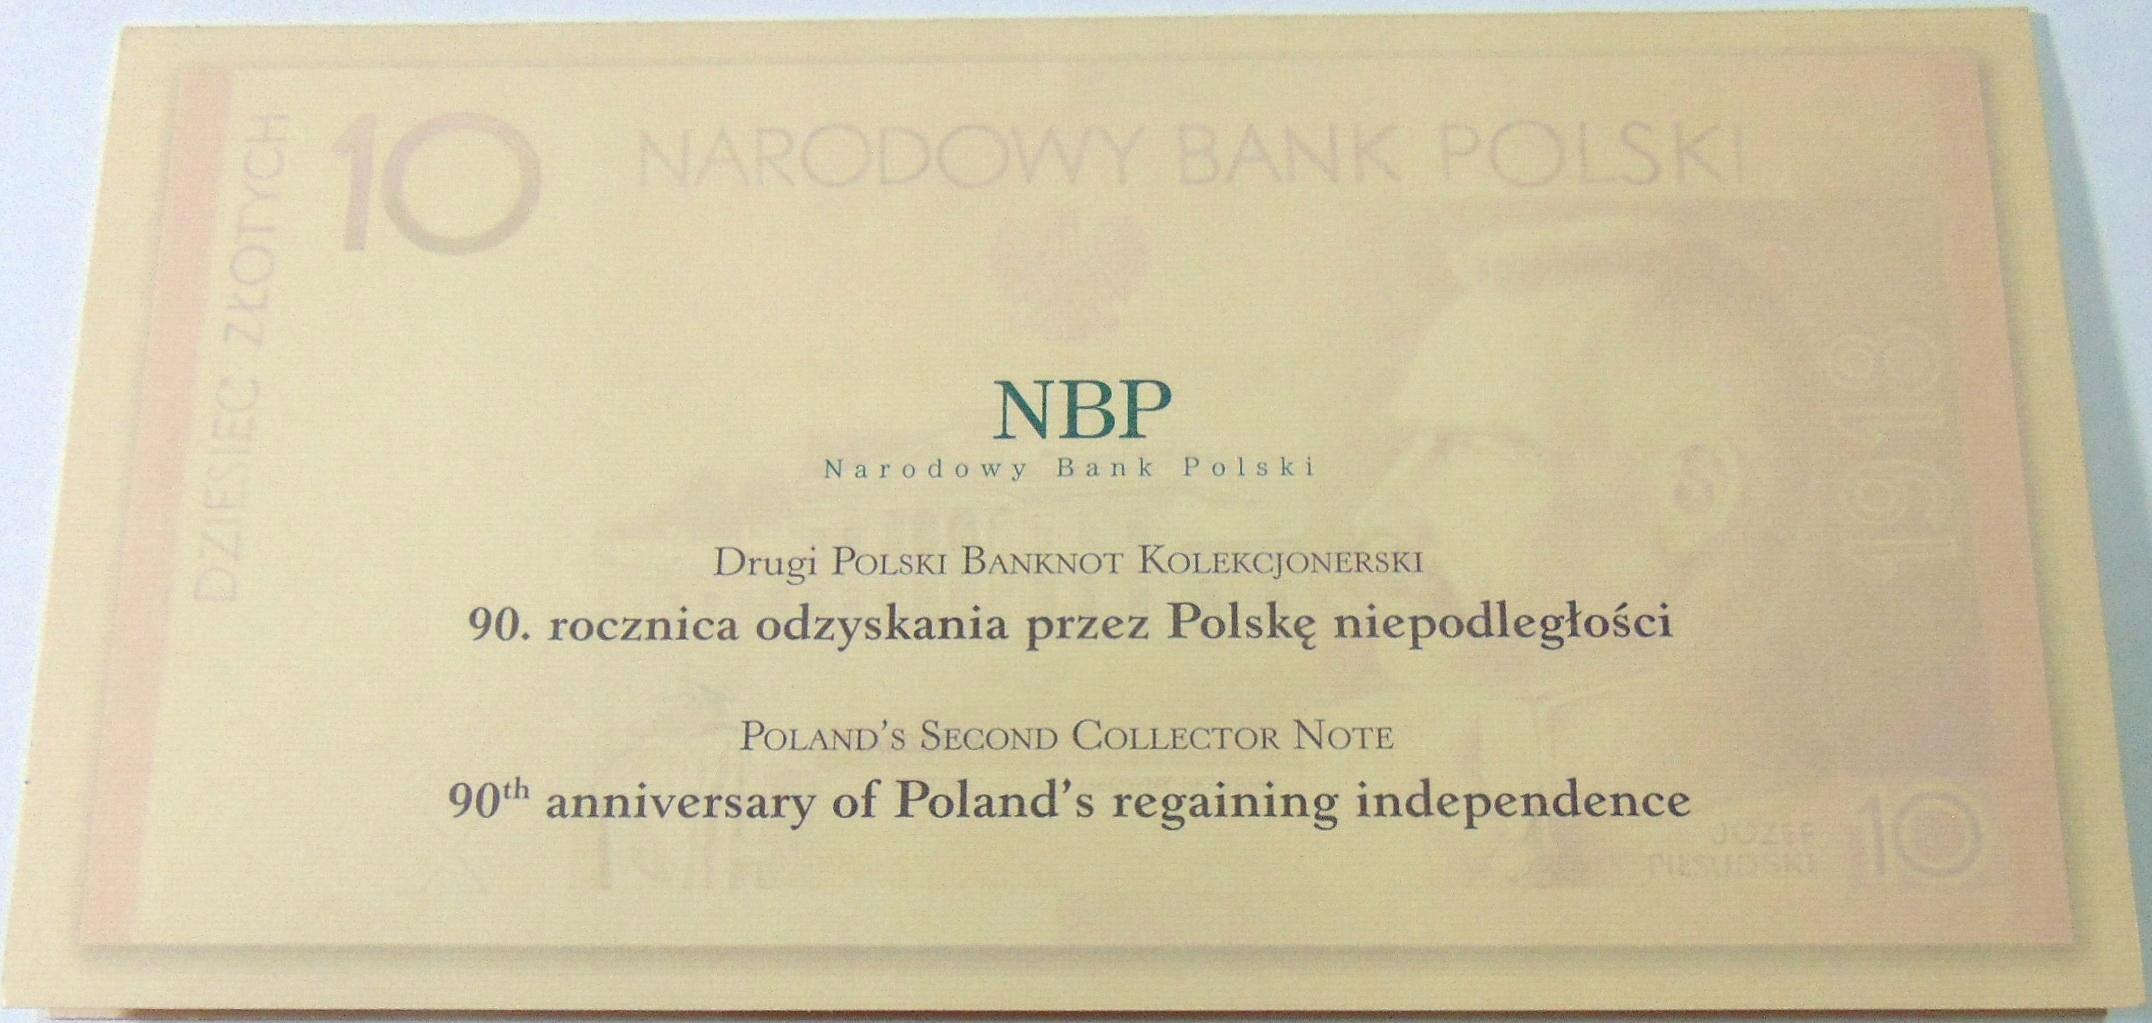 DZIESIĘĆ ZŁOTYCH
10
NARODOWY BANK POLSKI
1918
NBP
Narodowy Bank Polski
Drugi POLSKI BANKNOT KOLEKCJONERSKI
90. rocznica odzyskania przez Polskę niepodległości
POLAND'S SECOND COLLECTOR NOTE
90th anniversary of Poland's regaining independence
JÓZEF
PIŁSUDSKI
10